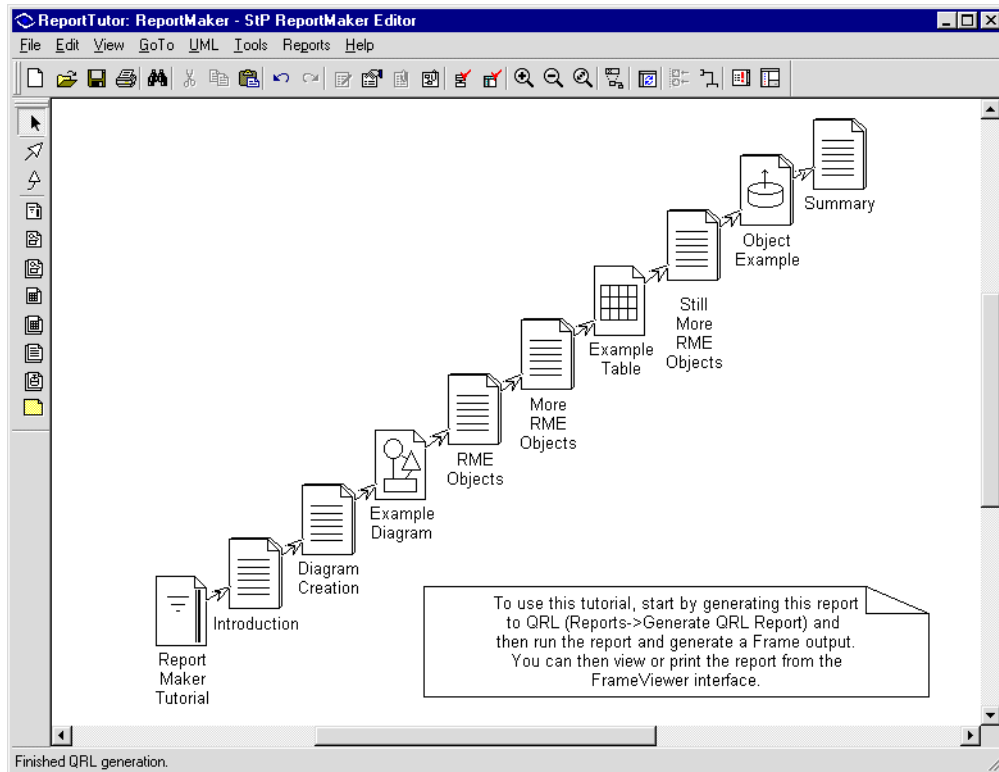 ReportTutor: ReportMaker - StP ReportMaker Editor
File Edit View GoTo UML Tools Reports Help
Summary
Object
Example
Still
More
RME
Objects
Example
Table
More
RME
Objects
RME
Objects
Example
Diagram
Diagram
Creation
Introduction
Report
Maker
Tutorial
To use this tutorial, start by generating this report
to QRL (Reports->Generate QRL Report) and
then run the report and generate a Frame output.
You can then view or print the report from the
FrameViewer interface.
Finished QRL generation.